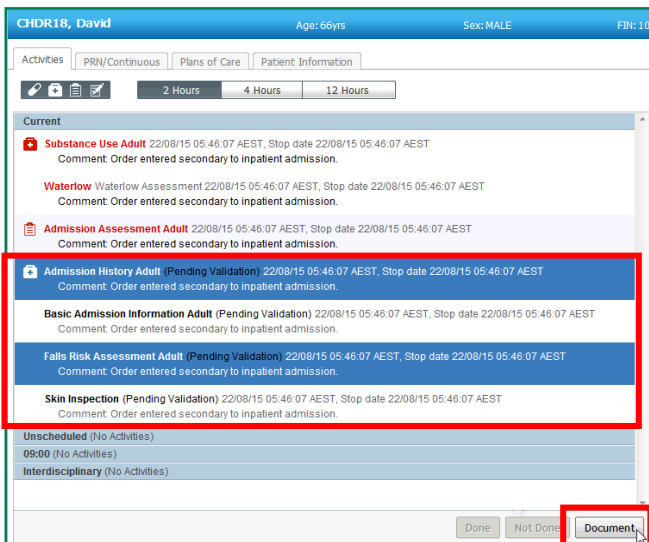 CHDR18, David Age: 66yrs Sex: MALE FIN: 10
Activities PRN/Continuous Plans of Care Patient Information
2 Hours 4 Hours 12 Hours
Current
Substance Use Adult 22/08/15 05:46:07 AEST, Stop date 22/08/15 05:46:07 AEST
Comment: Order entered secondary to inpatient admission.
Waterlow Waterlow Assessment 22/08/15 05:46:07 AEST, Stop date 22/08/15 05:46:07 AEST
Comment: Order entered secondary to inpatient admission.
Admission Assessment Adult 22/08/15 05:46:07 AEST, Stop date 22/08/15 05:46:07 AEST
Comment: Order entered secondary to inpatient admission.
Admission History Adult (Pending Validation) 22/08/15 05:46:07 AEST, Stop date 22/08/15 05:46:07 AEST
Comment: Order entered secondary to inpatient admission.
Basic Admission Information Adult (Pending Validation) 22/08/15 05:46:07 AEST, Stop date 22/08/15 05:46:07 AEST
Comment: Order entered secondary to inpatient admission.
Falls Risk Assessment Adult (Pending Validation) 22/08/15 05:46:07 AEST, Stop date 22/08/15 05:46:07 AEST
Comment: Order entered secondary to inpatient admission.
Skin Inspection (Pending Validation) 22/08/15 05:46:07 AEST, Stop date 22/08/15 05:46:07 AEST
Comment: Order entered secondary to inpatient admission.
Unscheduled (No Activities)
09:00 (No Activities)
Interdisciplinary (No Activities)
Done Not Done Document